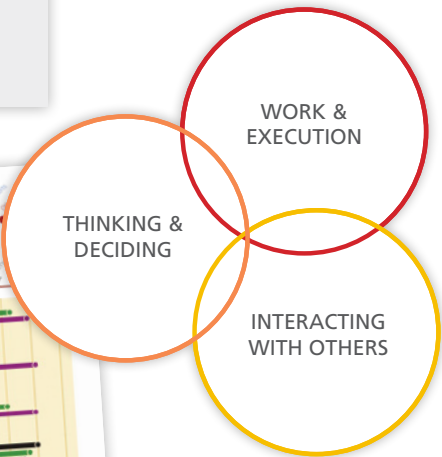 WORK &
EXECUTION
THINKING &
DECIDING
INTERACTING
WITH OTHERS